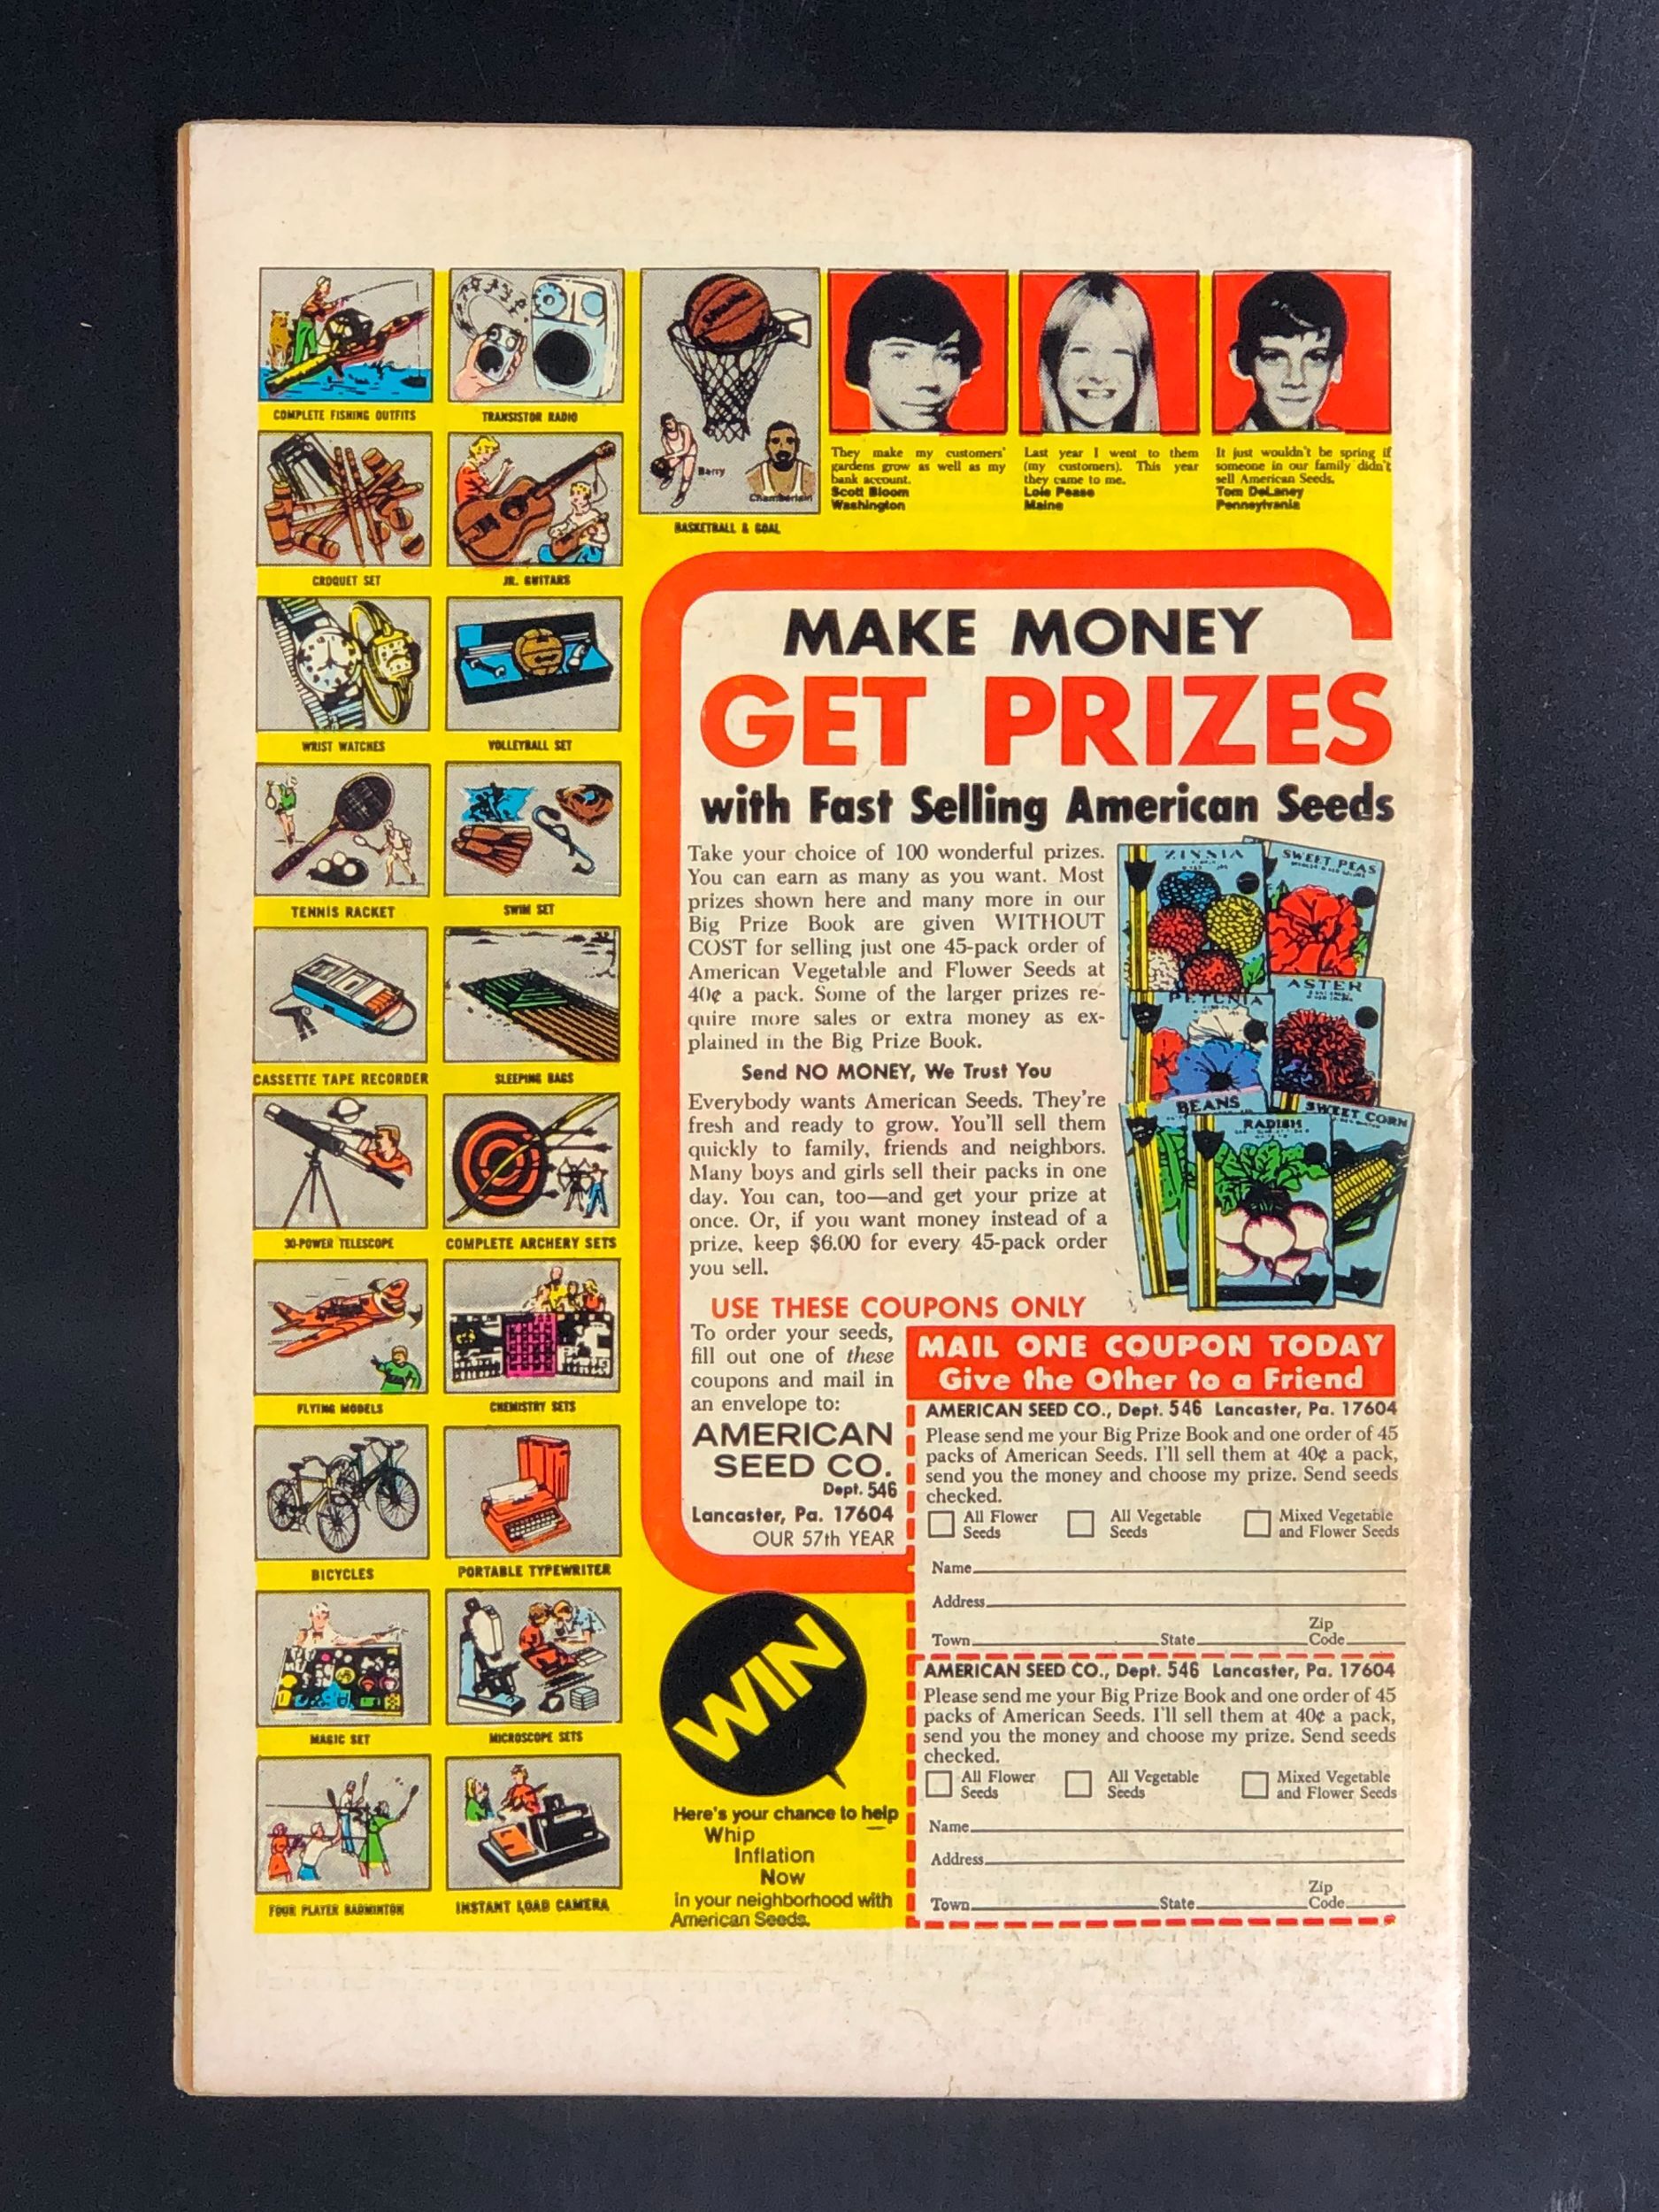 COMPLETE FISHING OUTFITS
TRANSISTOR RADIO
Barry
Chamberlain
BASKETBALL & GOAL
They make my customers'
gardens grow as well as my
bank account.
Scott Bloom
Washington
Last year I went to them
(my customers). This year
they came to me.
Lois Pease
Maine
It just wouldn't be spring if
someone in our family didn't
sell American Seeds.
Tom DeLaney
Pennsylvania
CROQUET SET
JR. GUITARS
WRIST WATCHES
VOLLEYBALL SET
TENNIS RACKET
SWIM SET
CASSETTE TAPE RECORDER
SLEEPING BAGS
30-POWER TELESCOPE
COMPLETE ARCHERY SETS
FLYING MODELS
CHEMISTRY SETS
BICYCLES
PORTABLE TYPEWRITER
MAGIC SET
MICROSCOPE SETS
FOUR PLAYER BADMINTON
INSTANT LOAD CAMERA
MAKE MONEY
GET PRIZES
with Fast Selling American Seeds
Take your choice of 100 wonderful prizes.
You can earn as many as you want. Most
prizes shown here and many more in our
Big Prize Book are given WITHOUT
COST for selling just one 45-pack order of
American Vegetable and Flower Seeds at
40¢ a pack. Some of the larger prizes re-
quire more sales or extra money as ex-
plained in the Big Prize Book.
Send NO MONEY, We Trust You
Everybody wants American Seeds. They're
fresh and ready to grow. You'll sell them
quickly to family, friends and neighbors.
Many boys and girls sell their packs in one
day. You can, too—and get your prize at
once. Or, if you want money instead of a
prize, keep $6.00 for every 45-pack order
you sell.
ZINNIA
SWEET PEAS
PETUNIA
ASTER
BEANS
RADISH
SWEET CORN
USE THESE COUPONS ONLY
To order your seeds,
fill out one of these
coupons and mail in
an envelope to:
AMERICAN
SEED CO.
Dept. 546
Lancaster, Pa. 17604
OUR 57th YEAR
WIN
Here's your chance to help
Whip
Inflation
Now
in your neighborhood with
American Seeds.
MAIL ONE COUPON TODAY
Give the Other to a Friend
AMERICAN SEED CO., Dept. 546 Lancaster, Pa. 17604
Please send me your Big Prize Book and one order of 45
packs of American Seeds. I'll sell them at 40¢ a pack,
send you the money and choose my prize. Send seeds
checked.
All Flower
Seeds
All Vegetable
Seeds
Mixed Vegetable
and Flower Seeds
Name
Address
Town State Zip Code
AMERICAN SEED CO., Dept. 546 Lancaster, Pa. 17604
Please send me your Big Prize Book and one order of 45
packs of American Seeds. I'll sell them at 40¢ a pack,
send you the money and choose my prize. Send seeds
checked.
All Flower
Seeds
All Vegetable
Seeds
Mixed Vegetable
and Flower Seeds
Name
Address
Town State Zip Code